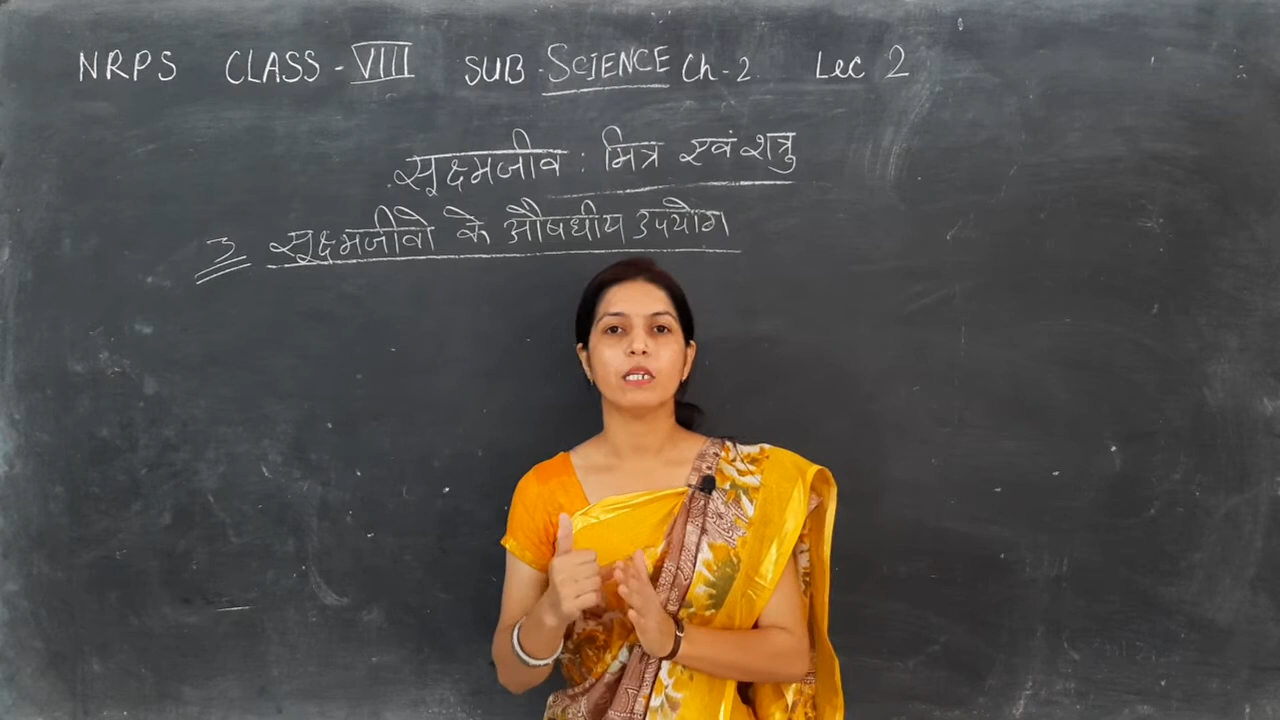 NRPS CLASS - VIII SUB - SCIENCE Ch - 2 Lec 2
सूक्ष्मजीव : मित्र एवं शत्रु
3 सूक्ष्मजीवो के औषधीय उपयोग